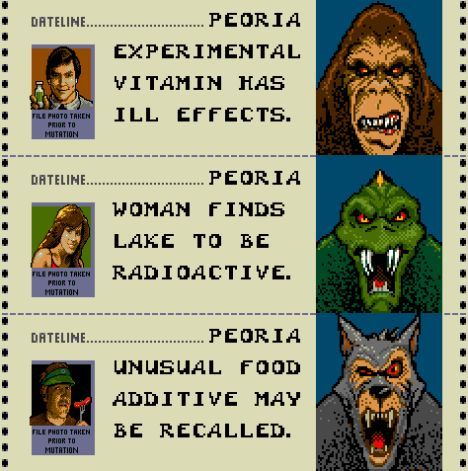 DATELINE............................PEORIA
EXPERIMENTAL
VITAMIN HAS
ILL EFFECTS.
FILE PHOTO TAKEN
PRIOR TO
MUTATION
DATELINE............................PEORIA
WOMAN FINDS
LAKE TO BE
RADIOACTIVE.
FILE PHOTO TAKEN
PRIOR TO
MUTATION
DATELINE............................PEORIA
UNUSUAL FOOD
ADDITIVE MAY
BE RECALLED.
FILE PHOTO TAKEN
PRIOR TO
MUTATION